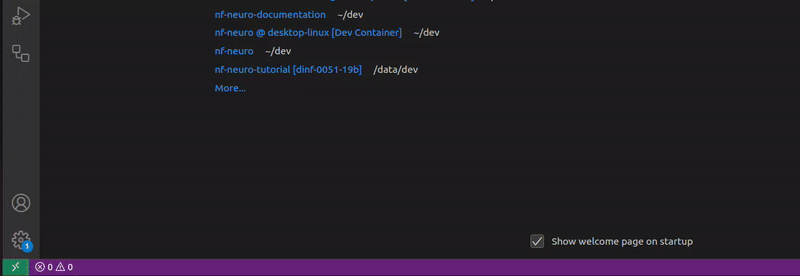 nf-neuro-documentation ~/dev
nf-neuro @ desktop-linux [Dev Container] ~/dev
nf-neuro ~/dev
nf-neuro-tutorial [dinf-0051-19b] /data/dev
More...
Show welcome page on startup
1
0 0